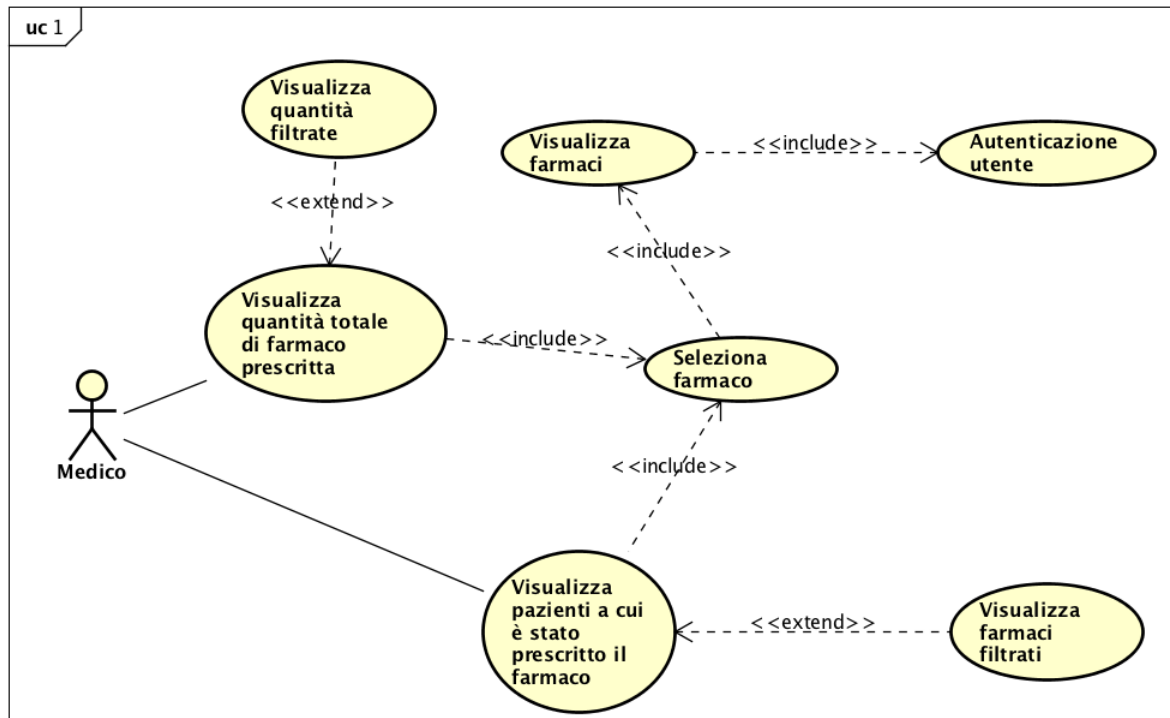 uc 1
Visualizza
quantità
filtrate
Visualizza
farmaci
<<include>>
Autenticazione
utente
<<extend>>
<<include>>
Visualizza
quantità totale
di farmaco
prescritta
<<include>>
Seleziona
farmaco
Medico
<<include>>
Visualizza
pazienti a cui
è stato
prescritto il
farmaco
<<extend>>
Visualizza
farmaci
filtrati